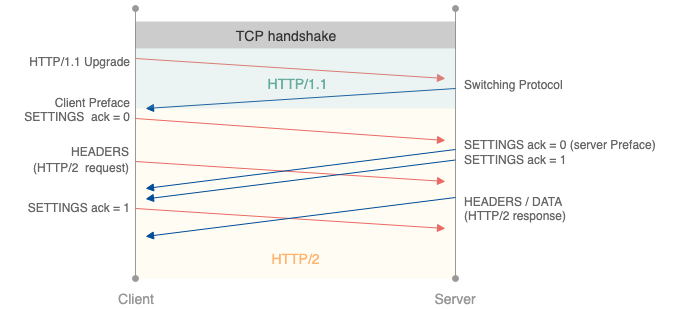 TCP handshake
HTTP/1.1 Upgrade
HTTP/1.1
Switching Protocol
Client Preface
SETTINGS ack = 0
SETTINGS ack = 0 (server Preface)
SETTINGS ack = 1
HEADERS
(HTTP/2 request)
SETTINGS ack = 1
HEADERS / DATA
(HTTP/2 response)
HTTP/2
Client
Server